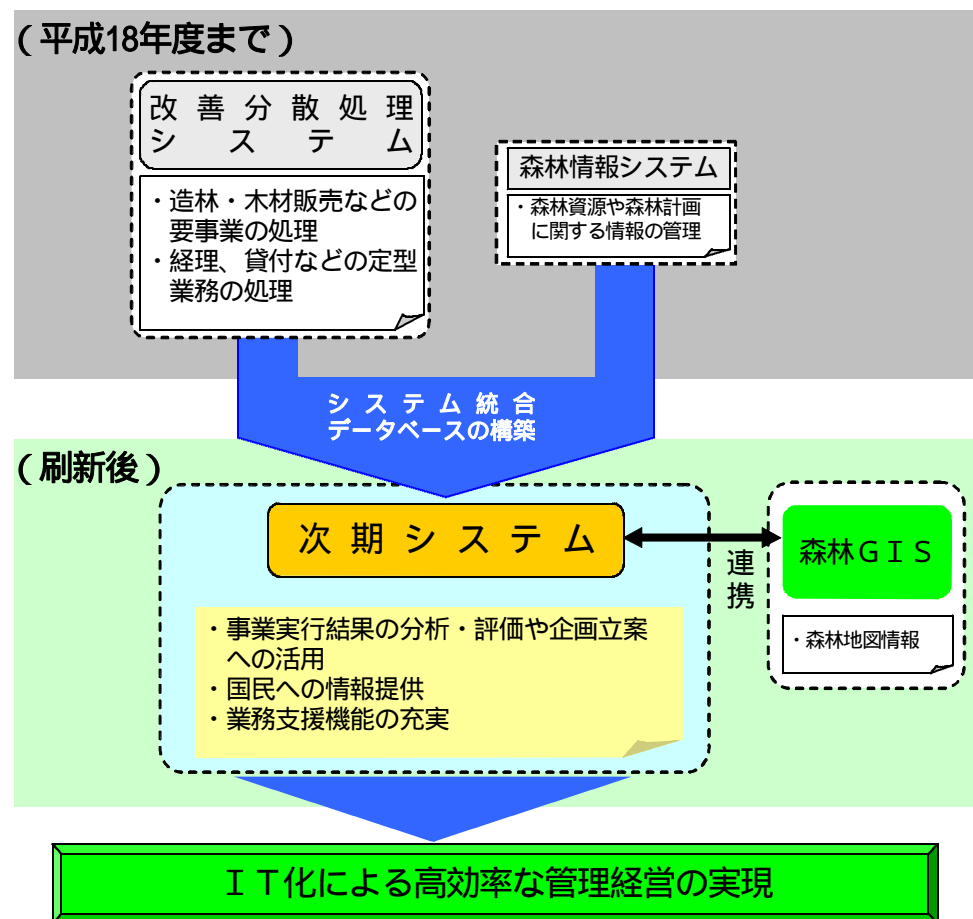 （平成18年度まで）
改善分散処理
システム
・造林・木材販売などの
要事業の処理
・経理、貸付などの定型
業務の処理
森林情報システム
・森林資源や森林計画
に関する情報の管理
システム統合
データベースの構築
（刷新後）
次期システム
連携
森林ＧＩＳ
・森林地図情報
・事業実行結果の分析・評価や企画立案
への活用
・国民への情報提供
・業務支援機能の充実
ＩＴ化による高効率な管理経営の実現